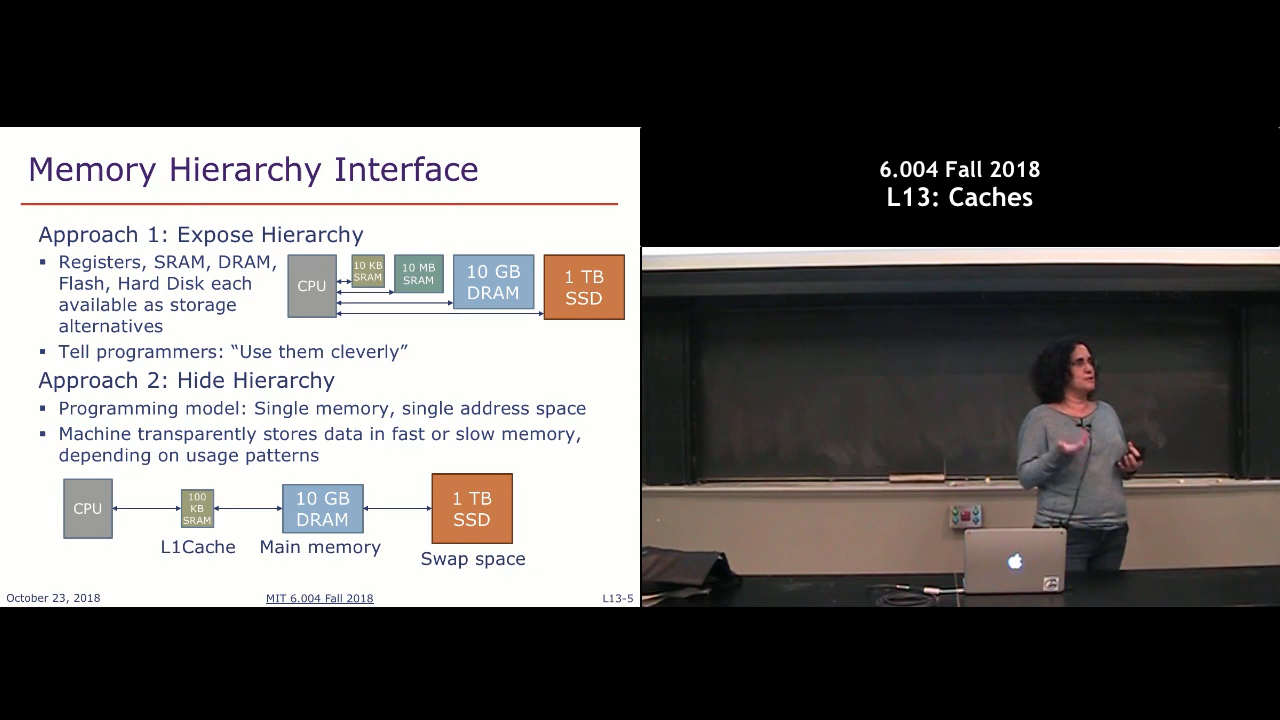 Memory Hierarchy Interface
Approach 1: Expose Hierarchy
▪ Registers, SRAM, DRAM,
Flash, Hard Disk each
available as storage
alternatives
CPU
10 KB
SRAM
10 MB
SRAM
10 GB
DRAM
1 TB
SSD
▪ Tell programmers: “Use them cleverly”
Approach 2: Hide Hierarchy
▪ Programming model: Single memory, single address space
▪ Machine transparently stores data in fast or slow memory,
depending on usage patterns
CPU
100
KB
SRAM
10 GB
DRAM
1 TB
SSD
L1Cache
Main memory
Swap space
October 23, 2018
MIT 6.004 Fall 2018
L13-5
6.004 Fall 2018
L13: Caches